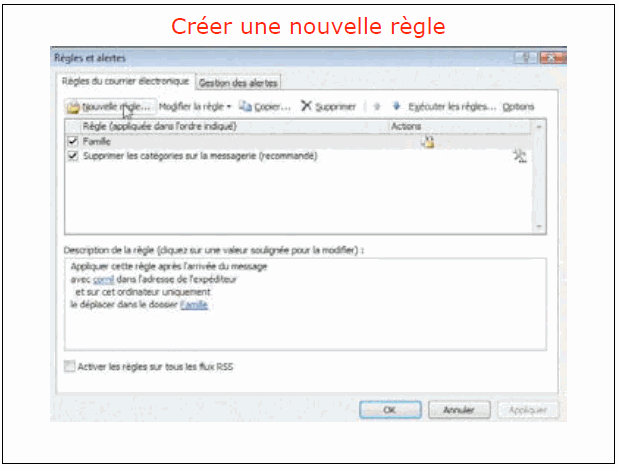 Créer une nouvelle règle
Règles et alertes
Règles du courrier électronique Gestion des alertes
Nouvelle règle... Modifier la règle Copier... Supprimer Exécuter les règles... Options
Règle (appliquée dans l'ordre indiqué) Actions
Famille
Supprimer les catégories sur la messagerie (recommandé)
Description de la règle (cliquez sur une valeur soulignée pour la modifier) :
Appliquer cette règle après l'arrivée du message
avec cornil dans l'adresse de l'expéditeur
et sur cet ordinateur uniquement
le déplacer dans le dossier Famille
Activer les règles sur tous les flux RSS
OK Annuler Appliquer